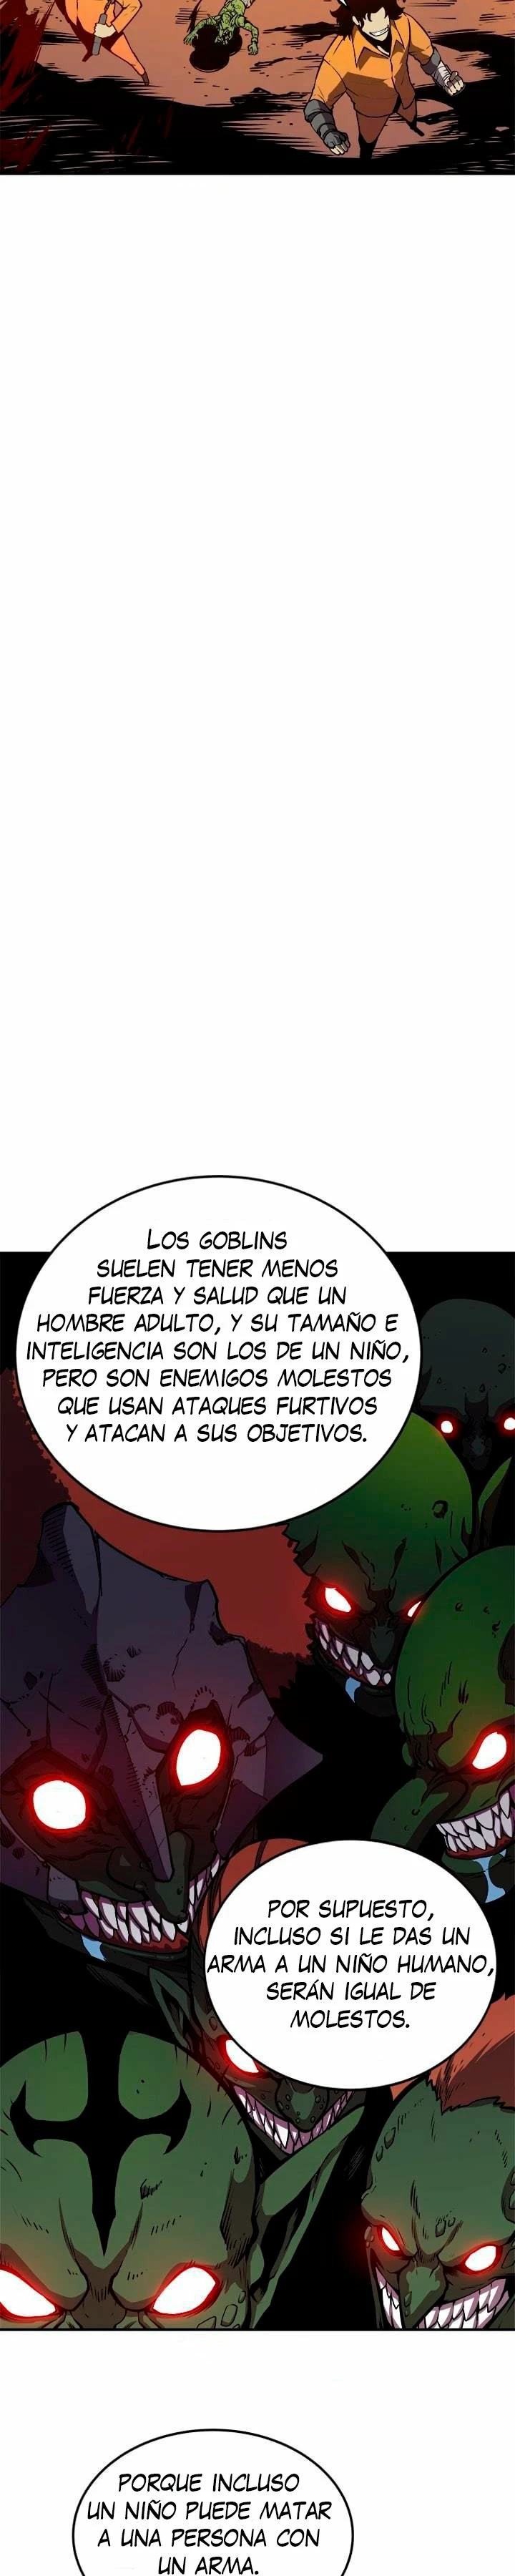 LOS GOBLINS
SUELEN TENER MENOS
FUERZA Y SALUD QUE UN
HOMBRE ADULTO, Y SU TAMAÑO E
INTELIGENCIA SON LOS DE UN NIÑO,
PERO SON ENEMIGOS MOLESTOS
QUE USAN ATAQUES FURTIVOS
Y ATACAN A SUS OBJETIVOS.
POR SUPUESTO,
INCLUSO SI LE DAS UN
ARMA A UN NIÑO HUMANO,
SERÁN IGUAL DE
MOLESTOS.
PORQUE INCLUSO
UN NIÑO PUEDE MATAR
A UNA PERSONA CON
UN ARMA.